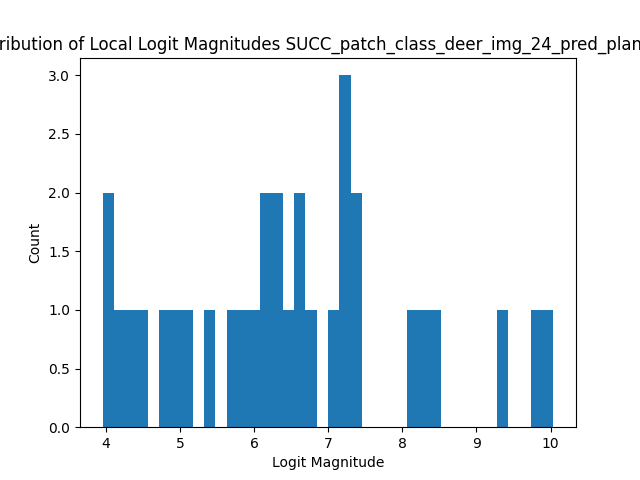 ribution of Local Logit Magnitudes SUCC_patch_class_deer_img_24_pred_plan
3.0
2.5
2.0
1.5
1.0
0.5
0.0
Count
4 5 6 7 8 9 10
Logit Magnitude